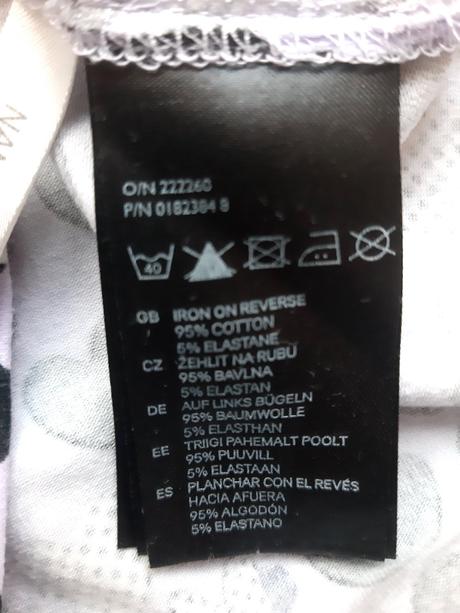 O/N 222260
P/N 0182384 8
40
GB IRON ON REVERSE
95% COTTON
5% ELASTANE
CZ ŽEHLIT NA RUBU
95% BAVLNA
5% ELASTAN
DE AUF LINKS BÜGELN
95% BAUMWOLLE
5% ELASTHAN
EE TRIIGI PAHEMALT POOLT
95% PUUVILL
5% ELASTAAN
ES PLANCHAR CON EL REVÉS
HACIA AFUERA
95% ALGODÓN
5% ELASTANO